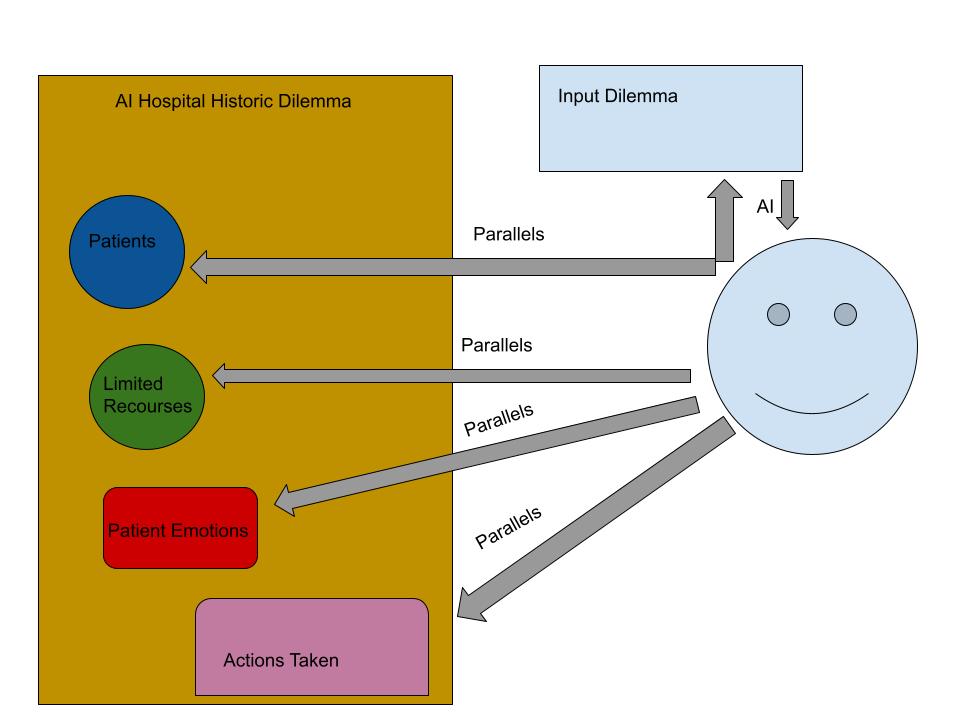 AI Hospital Historic Dilemma
Input Dilemma
AI
Patients
Parallels
Parallels
Limited
Recourses
Parallels
Patient Emotions
Parallels
Actions Taken